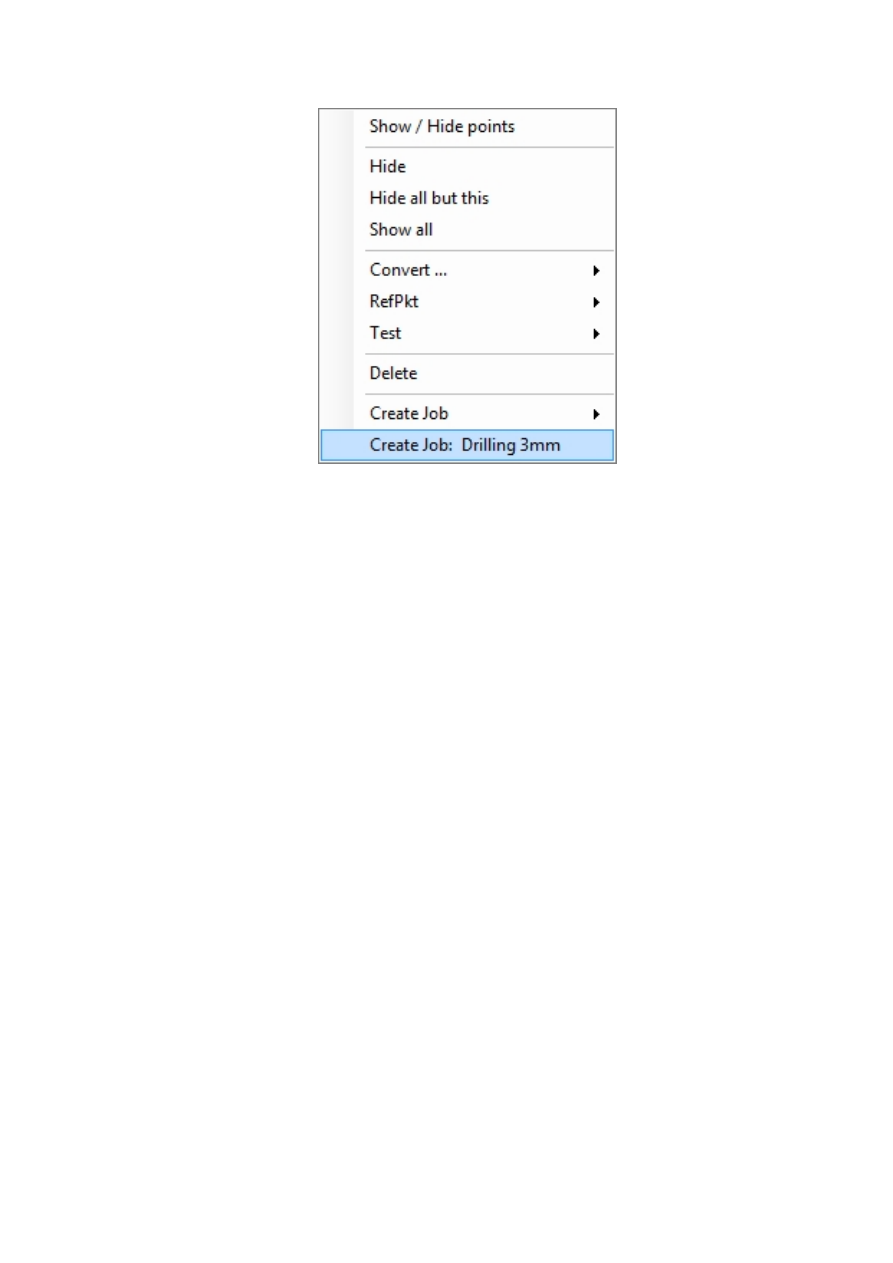 Show / Hide points
Hide
Hide all but this
Show all
Convert ...
RefPkt
Test
Delete
Create Job
Create Job:  Drilling 3mm